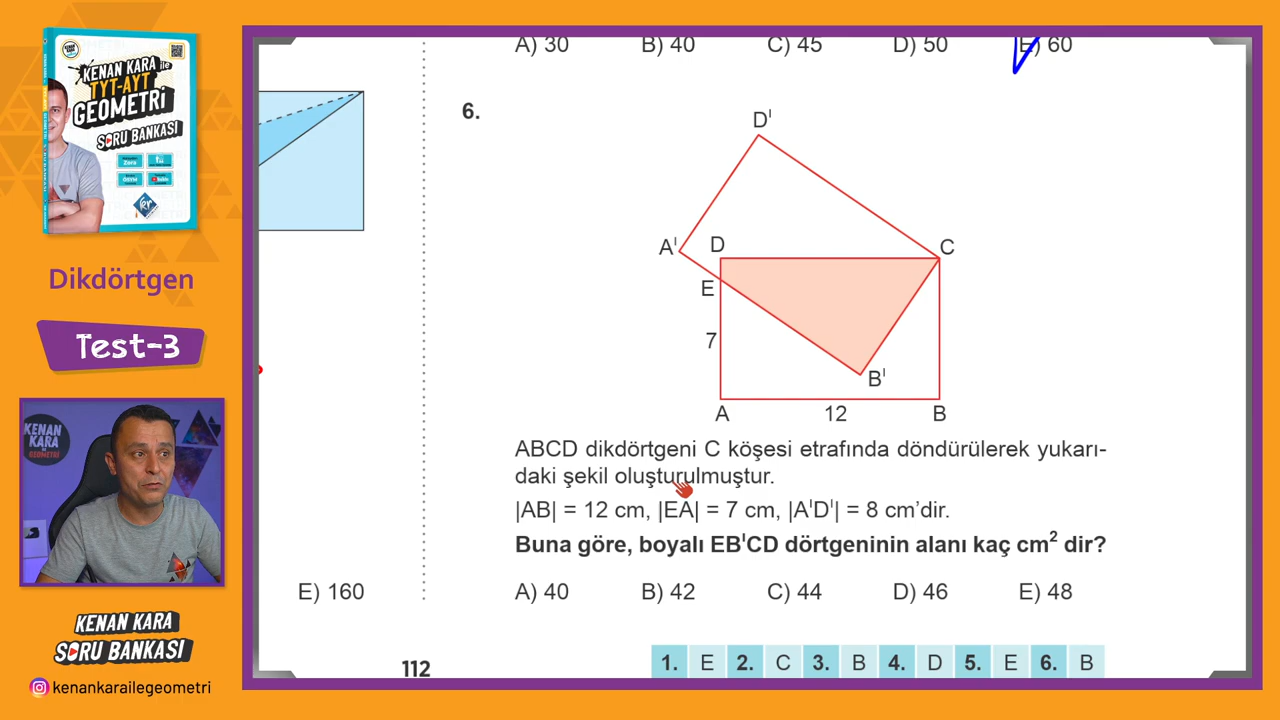 KENAN KARA ile
TYT-AYT
GEOMETRİ
SORU BANKASI
Dikdörtgen
Test-3
KENAN
KARA
GEOMETRİ
KENAN KARA
SORU BANKASI
kenankarailegeometri
E) 160
112
A) 30 B) 40 C) 45 D) 50 E) 60
6.
D'
A' D C
E
7
B'
A 12 B
ABCD dikdörtgeni C köşesi etrafında döndürülerek yukarı-
daki şekil oluşturulmuştur.
|AB| = 12 cm, |EA| = 7 cm, |A'D'| = 8 cm'dir.
Buna göre, boyalı EB'CD dörtgeninin alanı kaç cm² dir?
A) 40 B) 42 C) 44 D) 46 E) 48
1. E 2. C 3. B 4. D 5. E 6. B